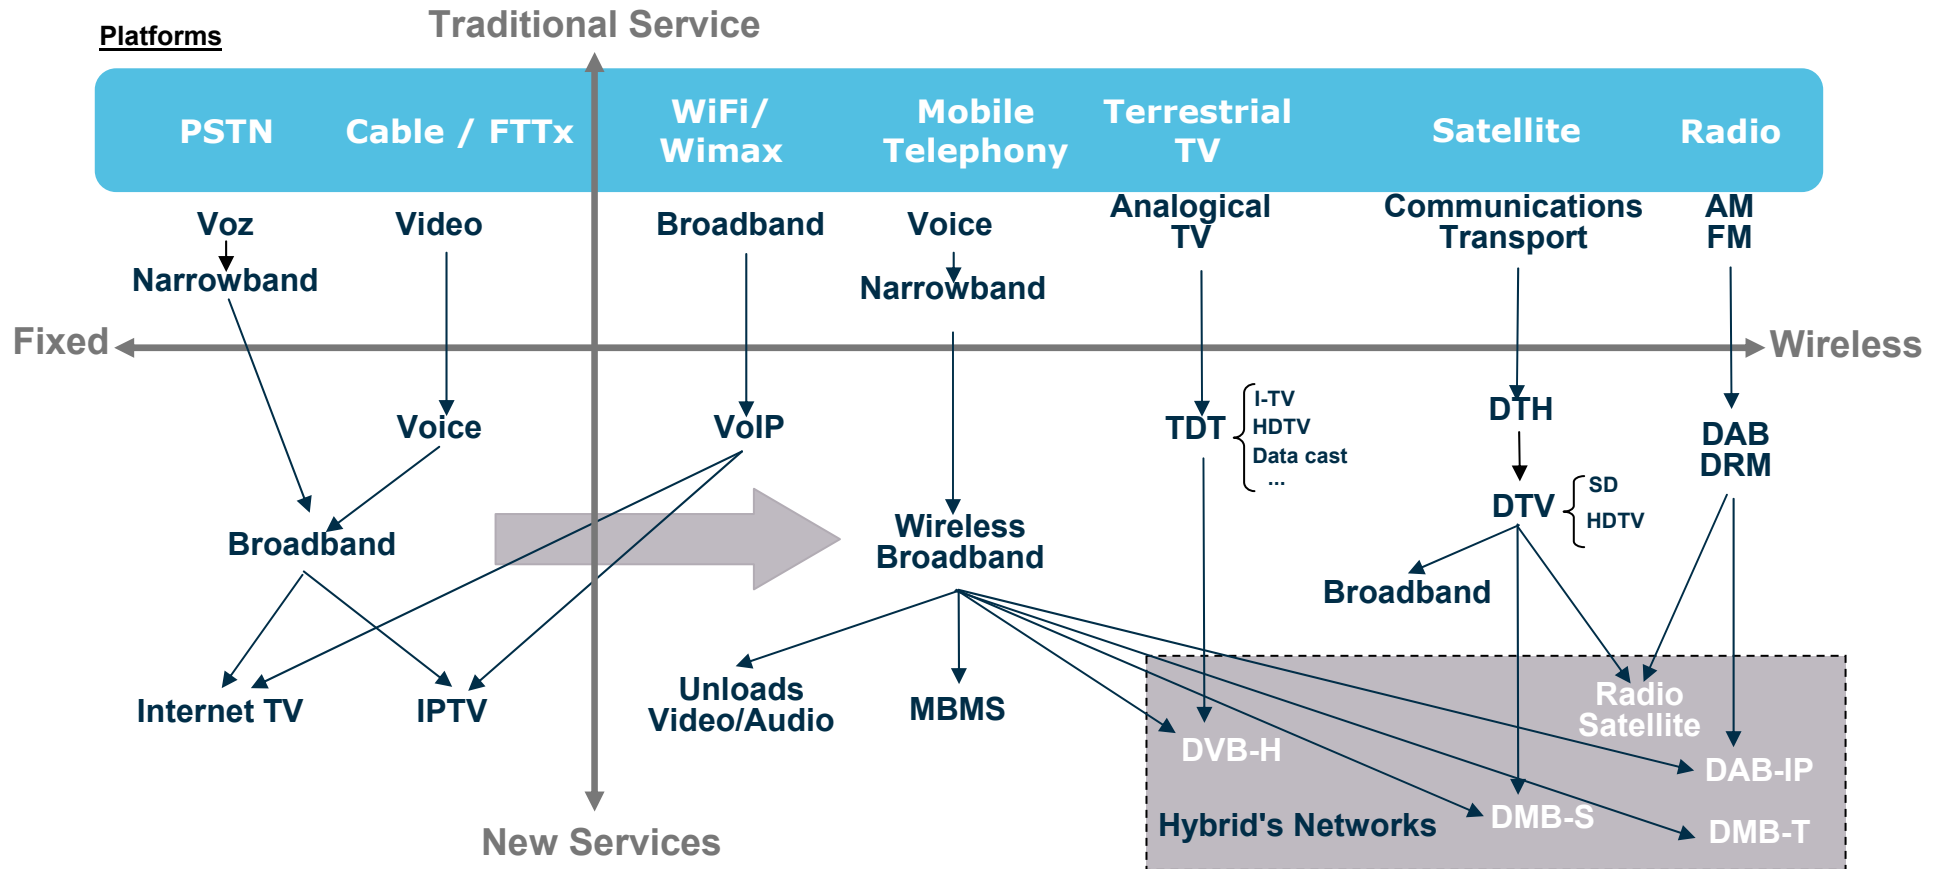 Traditional Service
Platforms
PSTN
Cable / FTTx
WiFi/
Wimax
Mobile
Telephony
Terrestrial
TV
Satellite
Radio
Voz
Narrowband
Video
Broadband
Voice
Narrowband
Analogical
TV
Communications
Transport
AM
FM
Fixed
Wireless
Voice
VoIP
TDT
I-TV
HDTV
Data cast
...
DTH
DTV
SD
HDTV
DAB
DRM
Broadband
Wireless
Broadband
Broadband
Internet TV
IPTV
Unloads
Video/Audio
MBMS
Radio
Satellite
DVB-H
DAB-IP
Hybrid's Networks
DMB-S
DMB-T
New Services